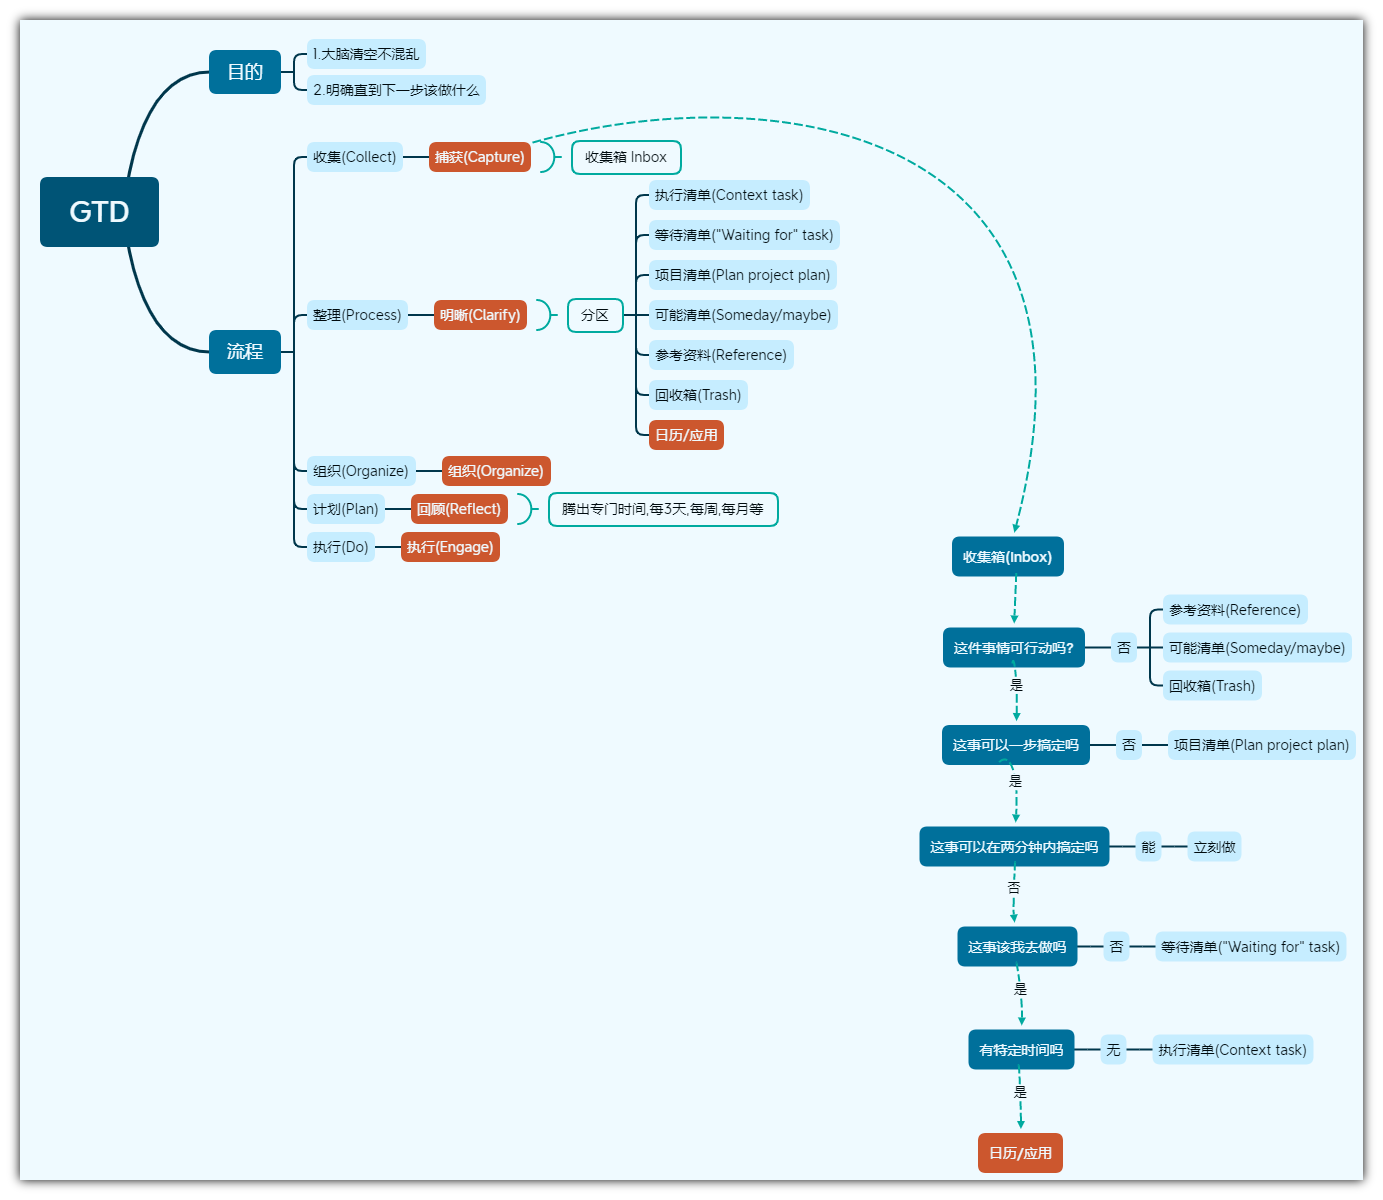 GTD
目的
1.大脑清空不混乱
2.明确直到下一步该做什么
流程
收集(Collect)
捕获(Capture)
收集箱 Inbox
整理(Process)
明晰(Clarify)
分区
执行清单(Context task)
等待清单("Waiting for" task)
项目清单(Plan project plan)
可能清单(Someday/maybe)
参考资料(Reference)
回收箱(Trash)
日历/应用
组织(Organize)
组织(Organize)
计划(Plan)
回顾(Reflect)
腾出专门时间,每3天,每周,每月等
执行(Do)
执行(Engage)
收集箱(Inbox)
这件事情可行动吗?
否
参考资料(Reference)
可能清单(Someday/maybe)
回收箱(Trash)
是
这事可以一步搞定吗
否
项目清单(Plan project plan)
是
这事可以在两分钟内搞定吗
能
立刻做
否
这事该我去做吗
否
等待清单("Waiting for" task)
是
有特定时间吗
无
执行清单(Context task)
是
日历/应用